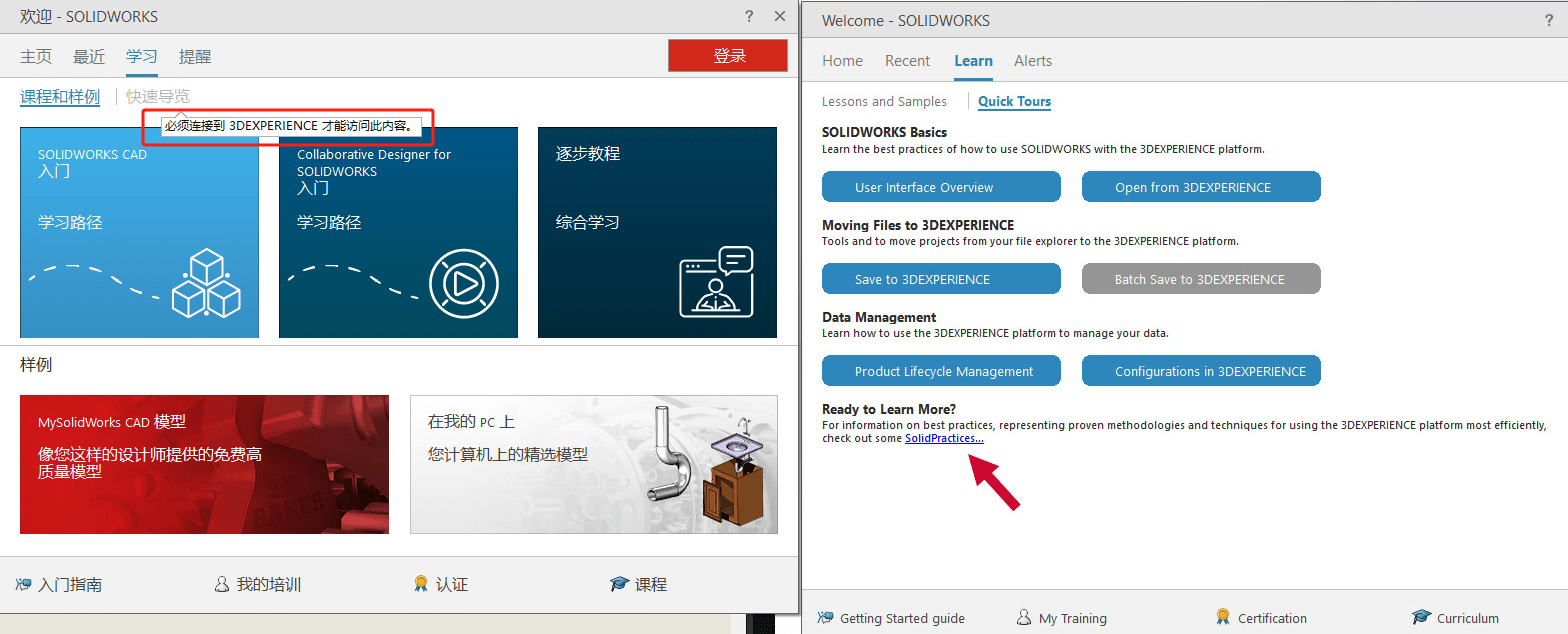 欢迎 - SOLIDWORKS
? ×
主页 最近 学习 提醒
登录
课程和样例 快速导览
必须连接到 3DEXPERIENCE 才能访问此内容。
SOLIDWORKS CAD
入门
学习路径
Collaborative Designer for
SOLIDWORKS
入门
学习路径
逐步教程
综合学习
样例
MySolidWorks CAD 模型
像您这样的设计师提供的免费高
质量模型
在我的 PC 上
您计算机上的精选模型
入门指南 我的培训 认证 课程
Welcome - SOLIDWORKS
?
Home Recent Learn Alerts
Lessons and Samples Quick Tours
SOLIDWORKS Basics
Learn the best practices of how to use SOLIDWORKS with the 3DEXPERIENCE platform.
User Interface Overview Open from 3DEXPERIENCE
Moving Files to 3DEXPERIENCE
Tools and to move projects from your file explorer to the 3DEXPERIENCE platform.
Save to 3DEXPERIENCE Batch Save to 3DEXPERIENCE
Data Management
Learn how to use the 3DEXPERIENCE platform to manage your data.
Product Lifecycle Management Configurations in 3DEXPERIENCE
Ready to Learn More?
For information on best practices, representing proven methodologies and techniques for using the 3DEXPERIENCE platform most efficiently,
check out some SolidPractices...
Getting Started guide My Training Certification Curriculum